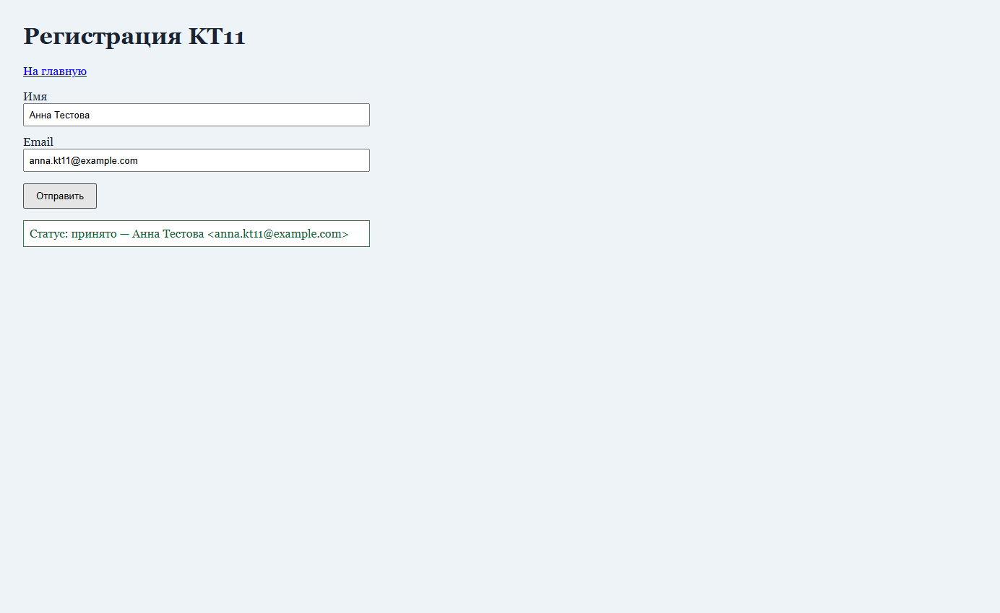 Регистрация КТ11
На главную
Имя
Анна Тестова
Email
anna.kt11@example.com
Отправить
Статус: принято — Анна Тестова <anna.kt11@example.com>